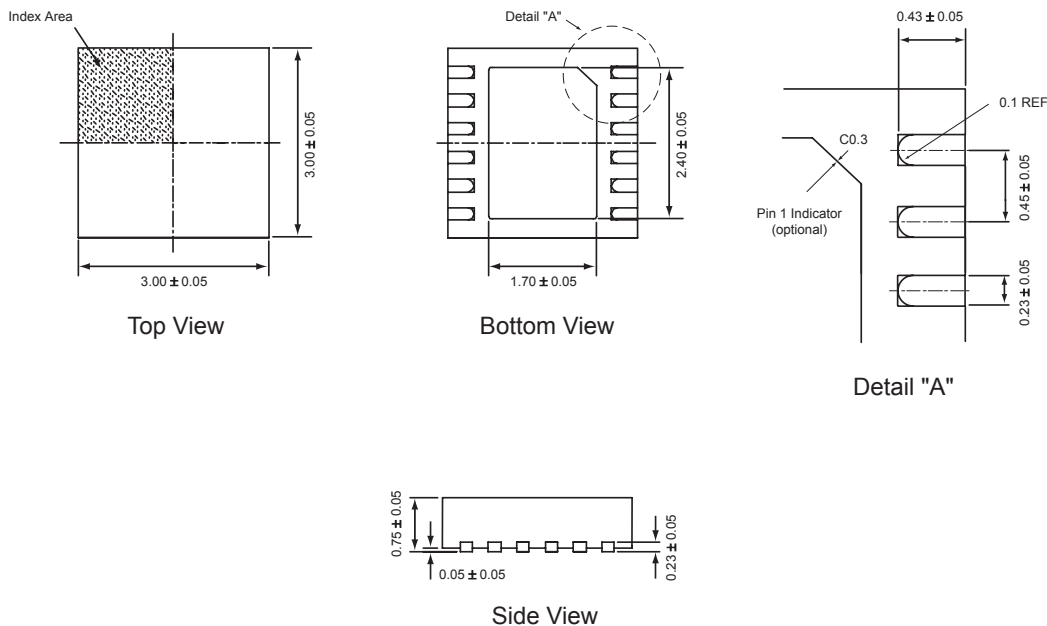 Index Area
3.00 ± 0.05
3.00 ± 0.05
Top View
Detail "A"
2.40 ± 0.05
1.70 ± 0.05
Bottom View
0.43 ± 0.05
0.1 REF
C0.3
0.45 ± 0.05
Pin 1 Indicator
(optional)
0.23 ± 0.05
Detail "A"
0.75 ± 0.05
0.05 ± 0.05
0.23 ± 0.05
Side View